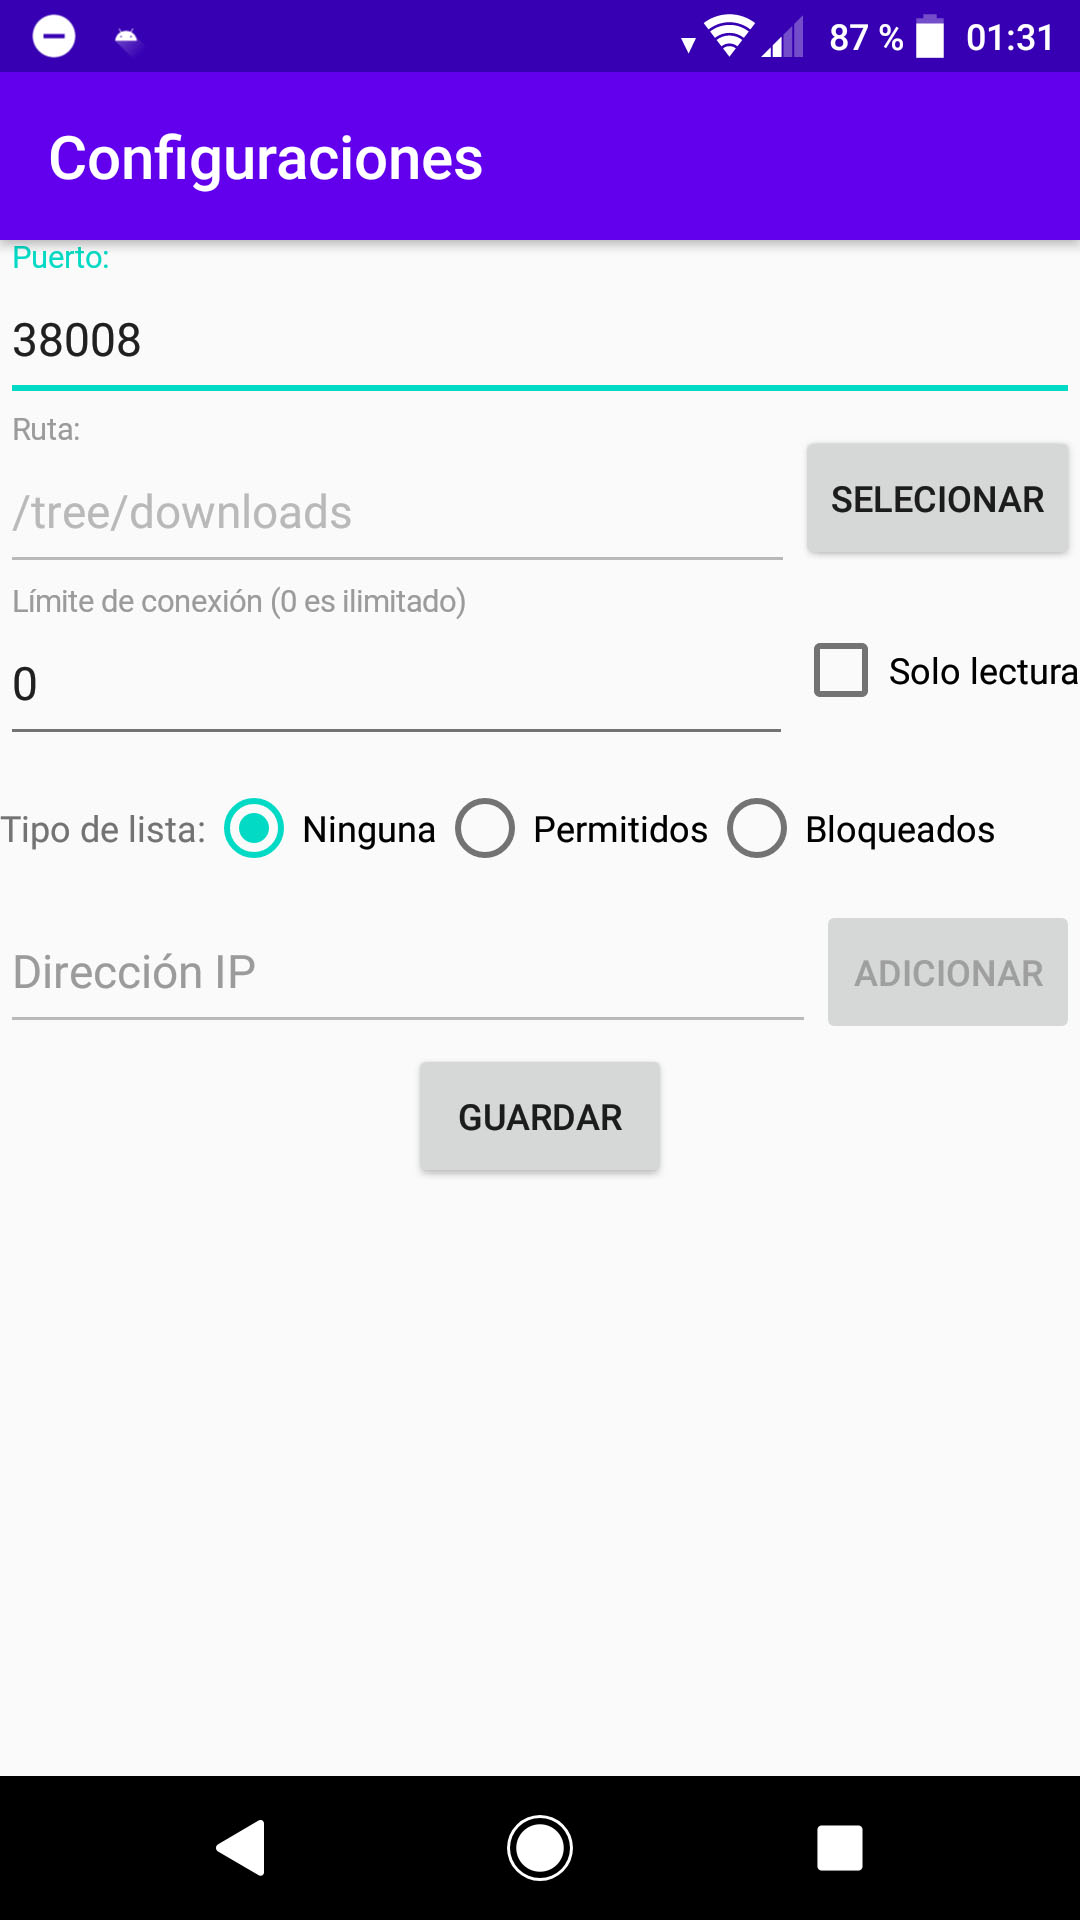 87 % 01:31
Configuraciones
Puerto:
38008
Ruta:
/tree/downloads
SELECIONAR
Límite de conexión (0 es ilimitado)
0
Solo lectura
Tipo de lista: Ninguna Permitidos Bloqueados
Dirección IP
ADICIONAR
GUARDAR